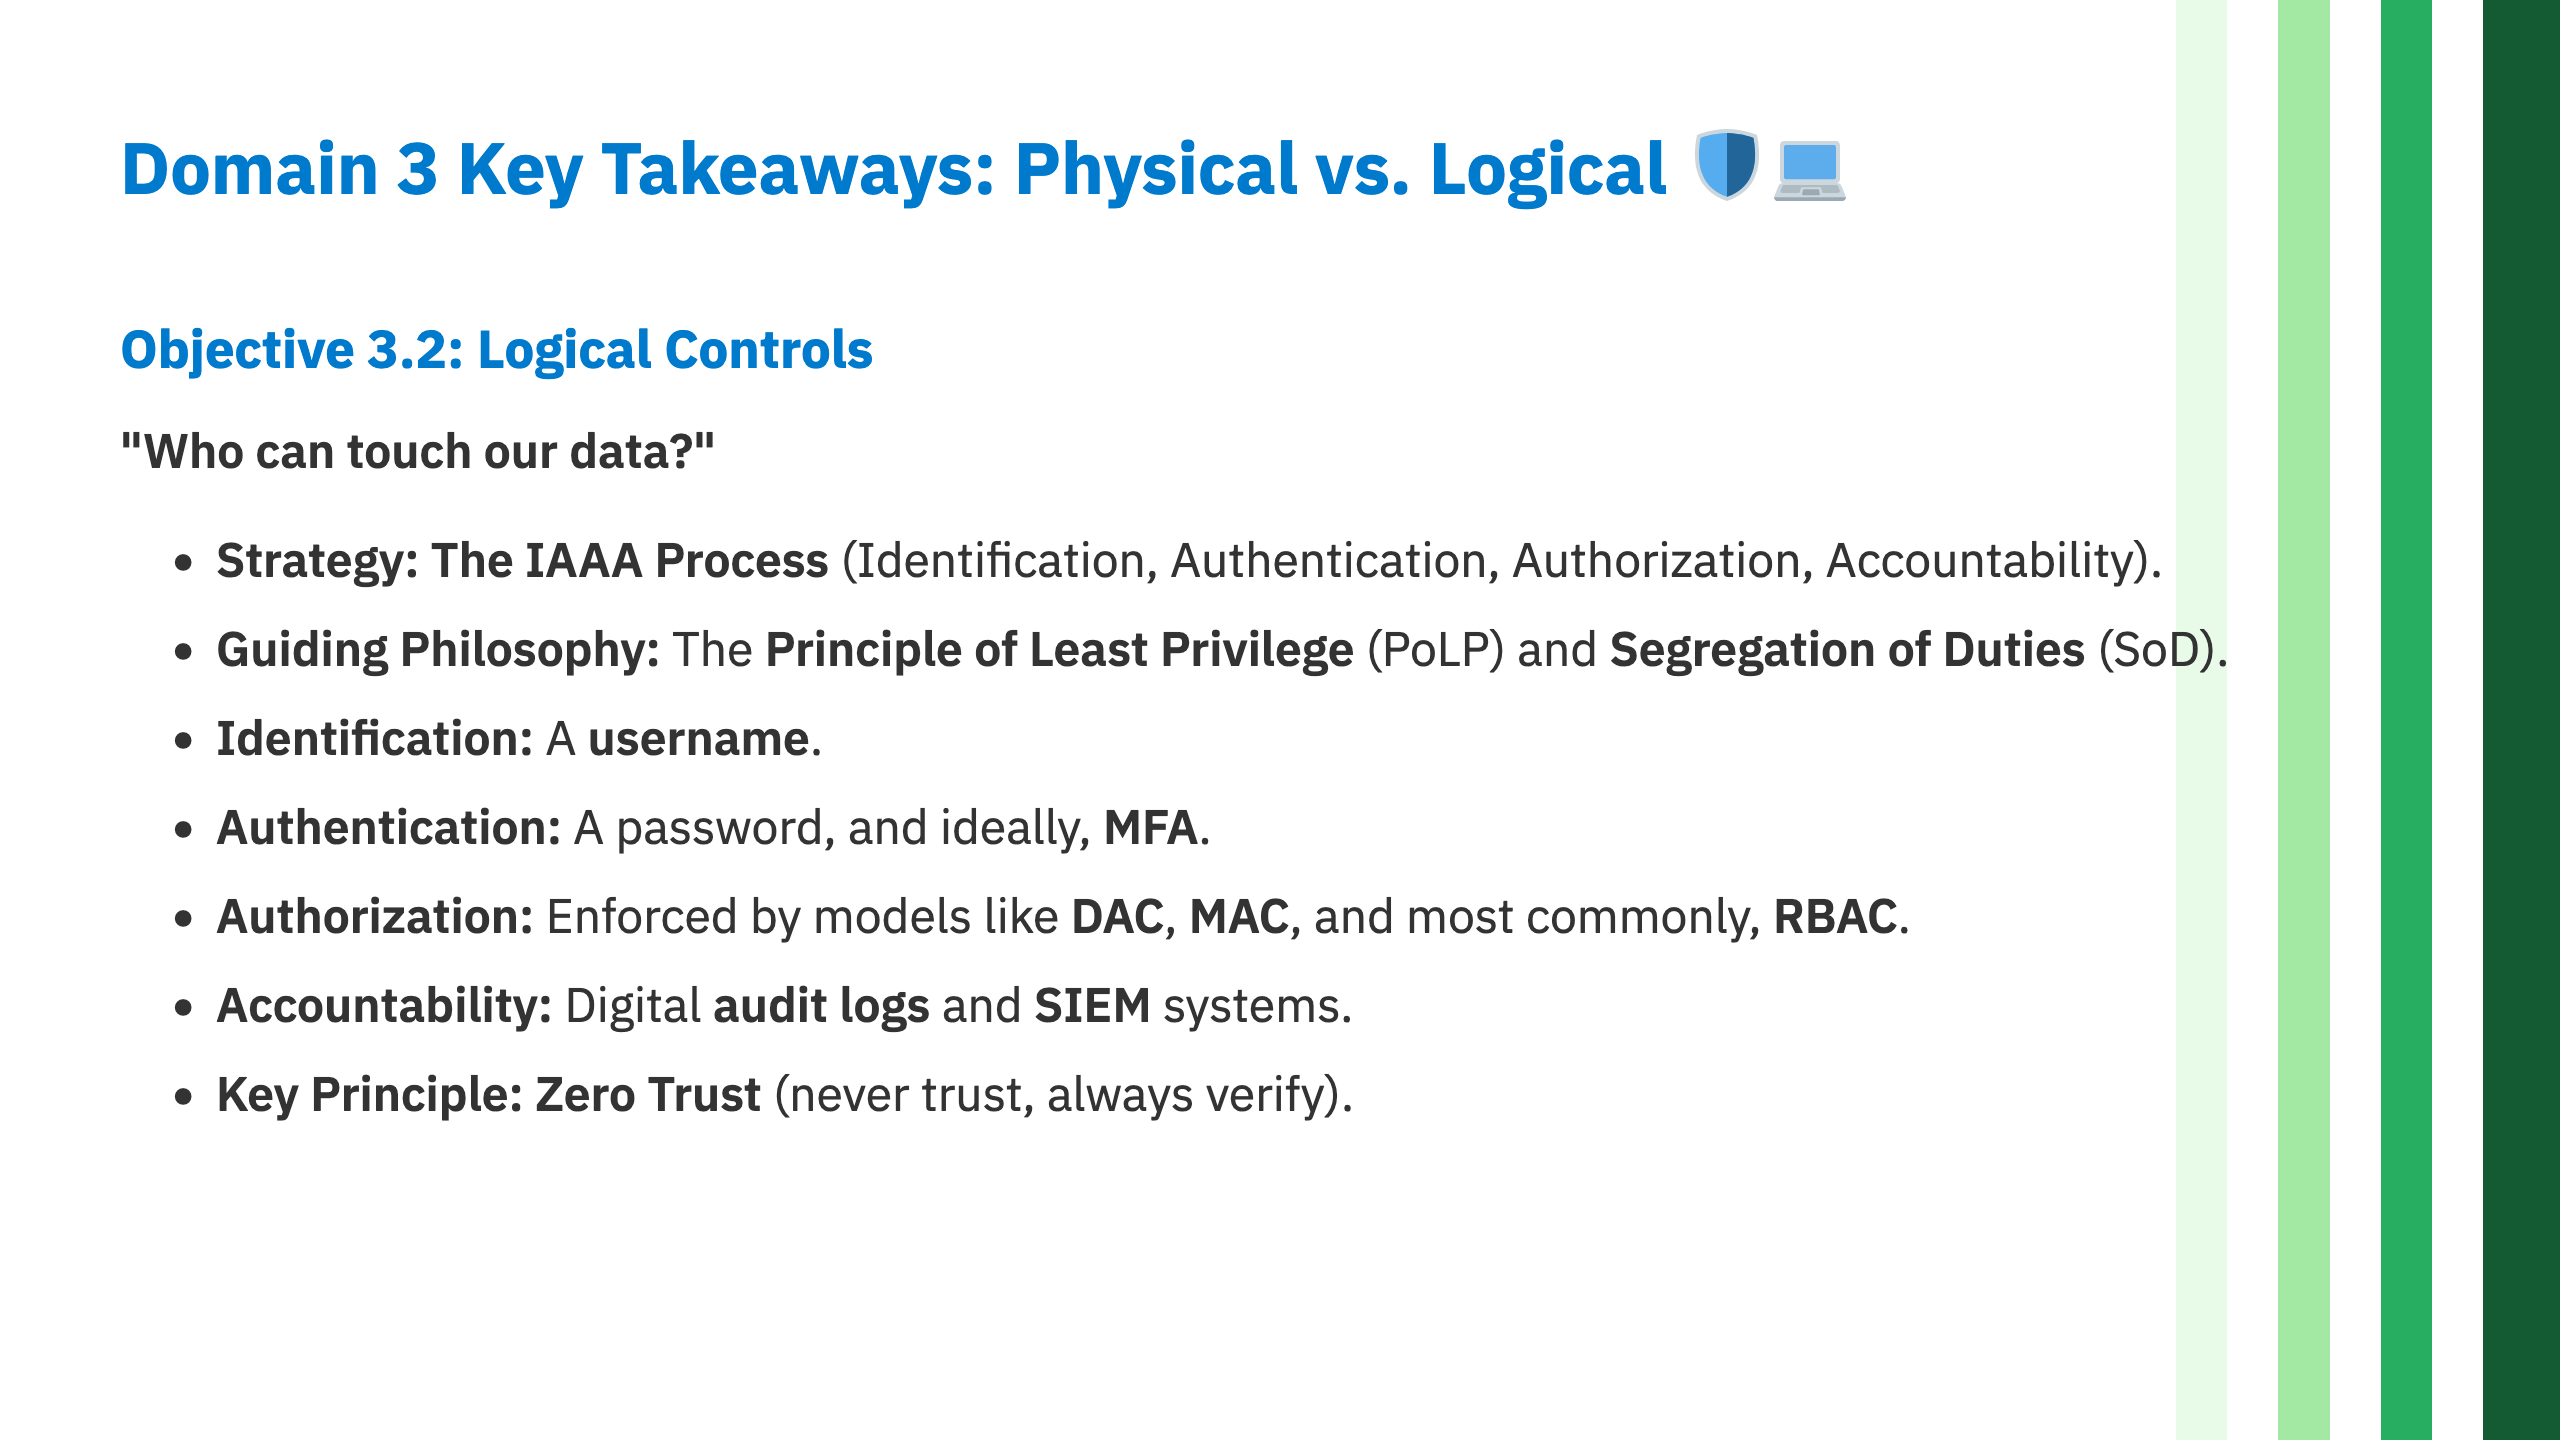 Domain 3 Key Takeaways: Physical vs. Logical 🛡️💻
Objective 3.2: Logical Controls
"Who can touch our data?"
• Strategy: The IAAA Process (Identification, Authentication, Authorization, Accountability).
• Guiding Philosophy: The Principle of Least Privilege (PoLP) and Segregation of Duties (SoD).
• Identification: A username.
• Authentication: A password, and ideally, MFA.
• Authorization: Enforced by models like DAC, MAC, and most commonly, RBAC.
• Accountability: Digital audit logs and SIEM systems.
• Key Principle: Zero Trust (never trust, always verify).